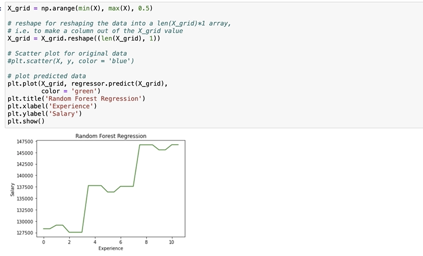 : X_grid = np.arange(min(X), max(X), 0.5)
# reshape for reshaping the data into a len(X_grid)*1 array,
# i.e. to make a column out of the X_grid value
X_grid = X_grid.reshape((len(X_grid), 1))
# Scatter plot for original data
#plt.scatter(X, y, color = 'blue')
# plot predicted data
plt.plot(X_grid, regressor.predict(X_grid),
color = 'green')
plt.title('Random Forest Regression')
plt.xlabel('Experience')
plt.ylabel('Salary')
plt.show()
Random Forest Regression
147500
145000
142500
140000
137500
135000
132500
130000
127500
Salary
0 2 4 6 8 10
Experience